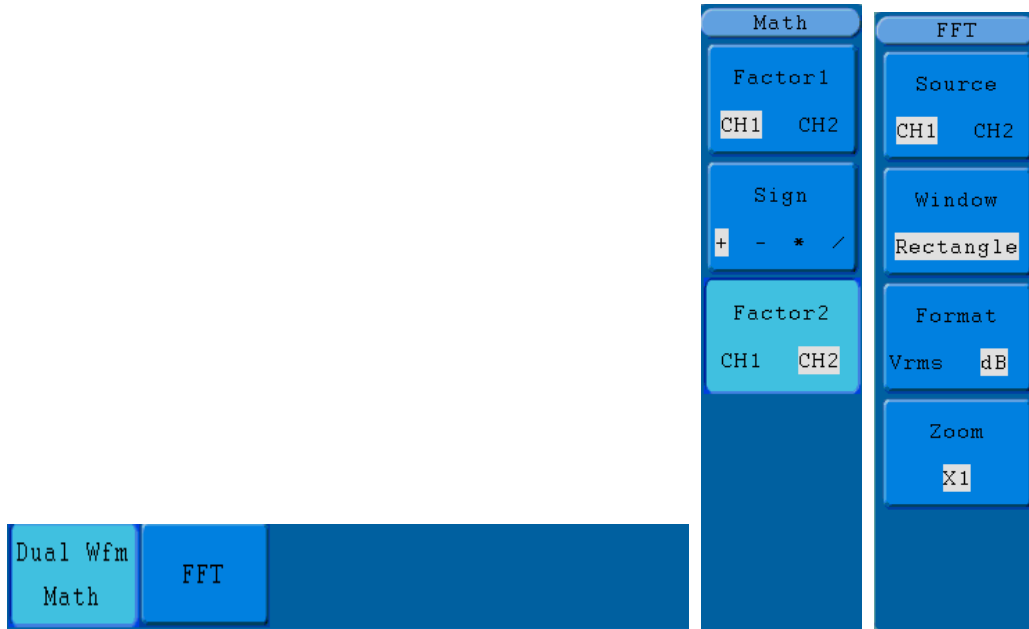 Math
Factor1
CH1 CH2
Sign
+ - * /
Factor2
CH1 CH2
FFT
Source
CH1 CH2
Window
Rectangle
Format
Vrms dB
Zoom
X1
Dual Wfm
Math
FFT